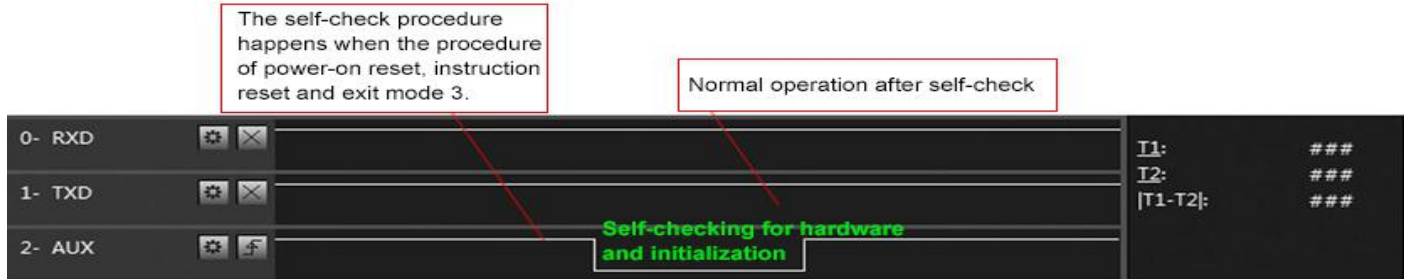 The self-check procedure
happens when the procedure
of power-on reset, instruction
reset and exit mode 3.
Normal operation after self-check
0- RXD
T1: ###
1- TXD
T2: ###
|T1-T2|: ###
2- AUX
Self-checking for hardware
and initialization